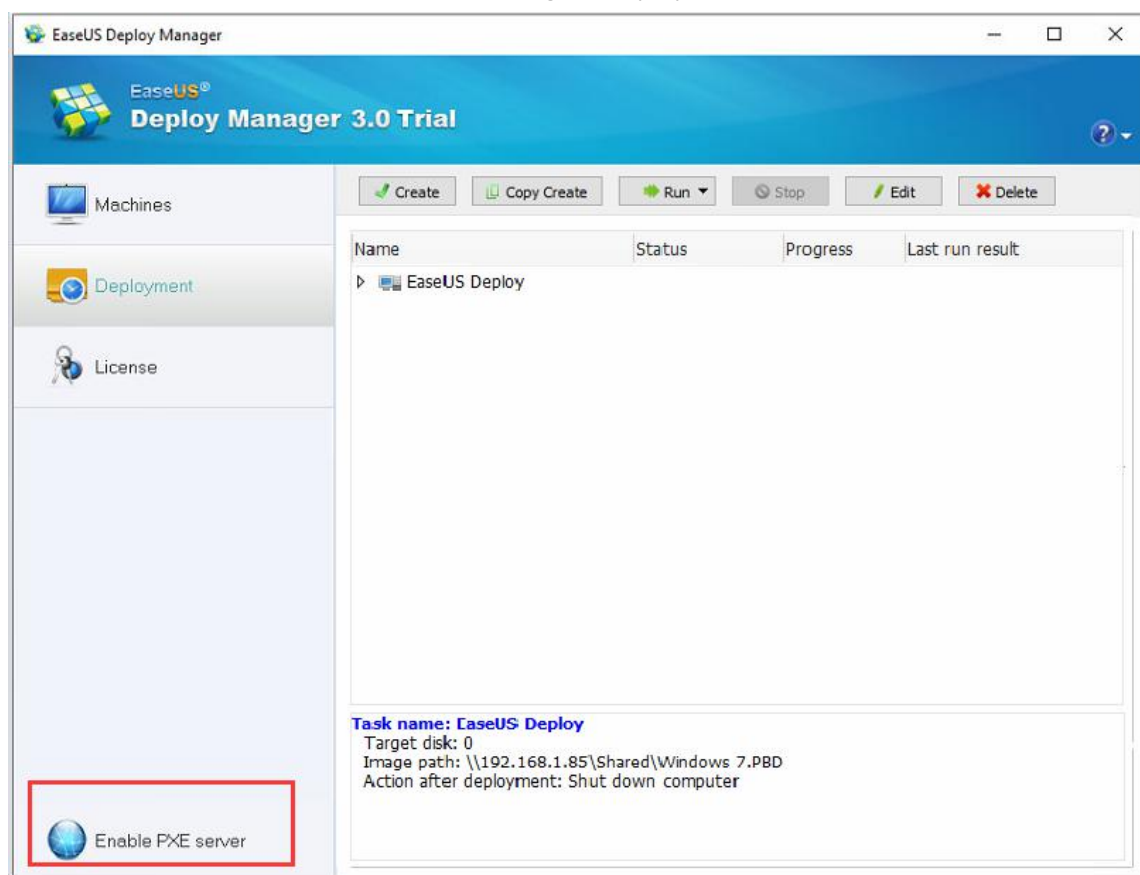 EaseUS Deploy Manager
EaseUS®
Deploy Manager 3.0 Trial
Machines
Deployment
License
Enable PXE server
Create Copy Create Run Stop Edit Delete
Name Status Progress Last run result
EaseUS Deploy
Task name: EaseUS Deploy
Target disk: 0
Image path: \\192.168.1.85\Shared\Windows 7.PBD
Action after deployment: Shut down computer